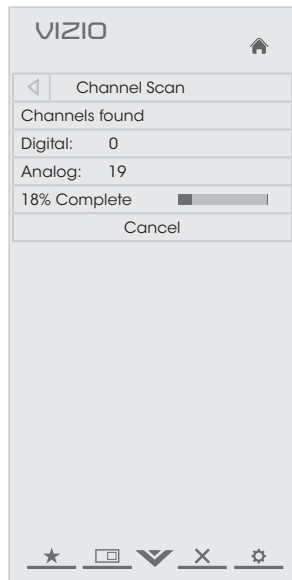 VIZIO
Channel Scan
Channels found
Digital: 0
Analog: 19
18% Complete
Cancel